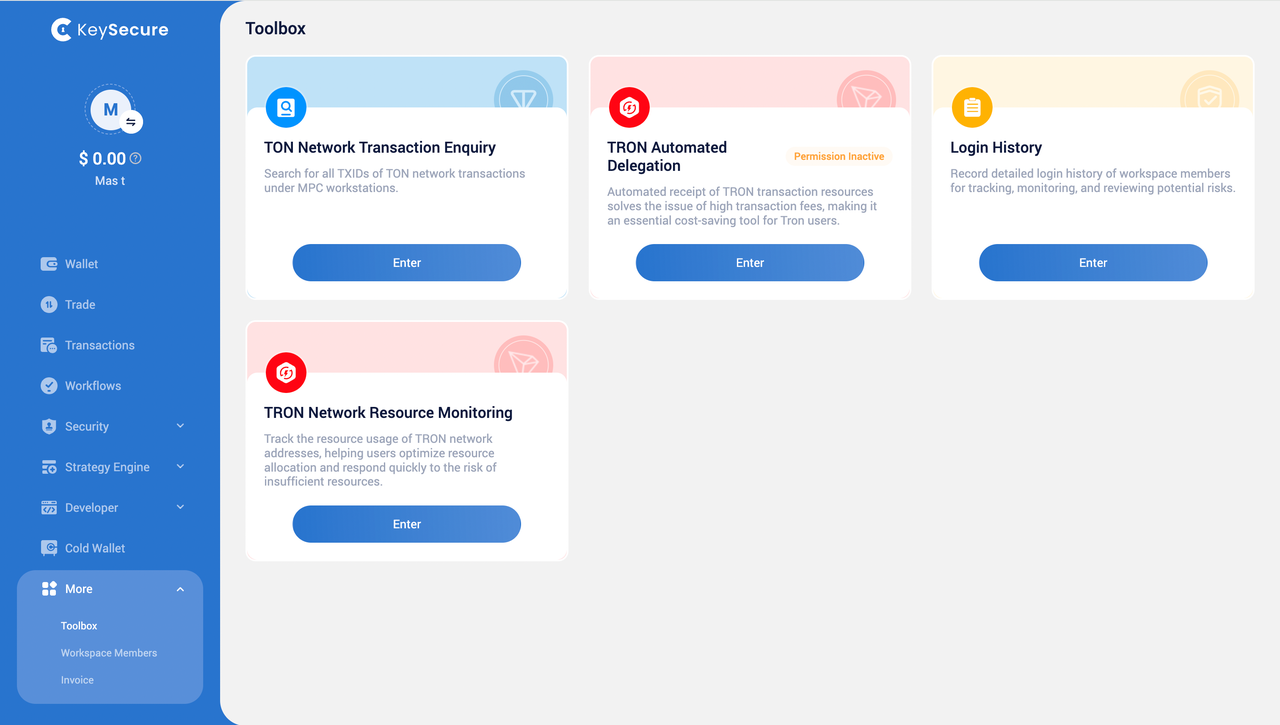 KeySecure
M
$ 0.00
Mas t
Wallet
Trade
Transactions
Workflows
Security
Strategy Engine
Developer
Cold Wallet
More
Toolbox
Workspace Members
Invoice
Toolbox
TON Network Transaction Enquiry
Search for all TXIDs of TON network transactions
under MPC workstations.
Enter
TRON Automated
Delegation
Permission Inactive
Automated receipt of TRON transaction resources
solves the issue of high transaction fees, making it
an essential cost-saving tool for Tron users.
Enter
Login History
Record detailed login history of workspace members
for tracking, monitoring, and reviewing potential risks.
Enter
TRON Network Resource Monitoring
Track the resource usage of TRON network
addresses, helping users optimize resource
allocation and respond quickly to the risk of
insufficient resources.
Enter